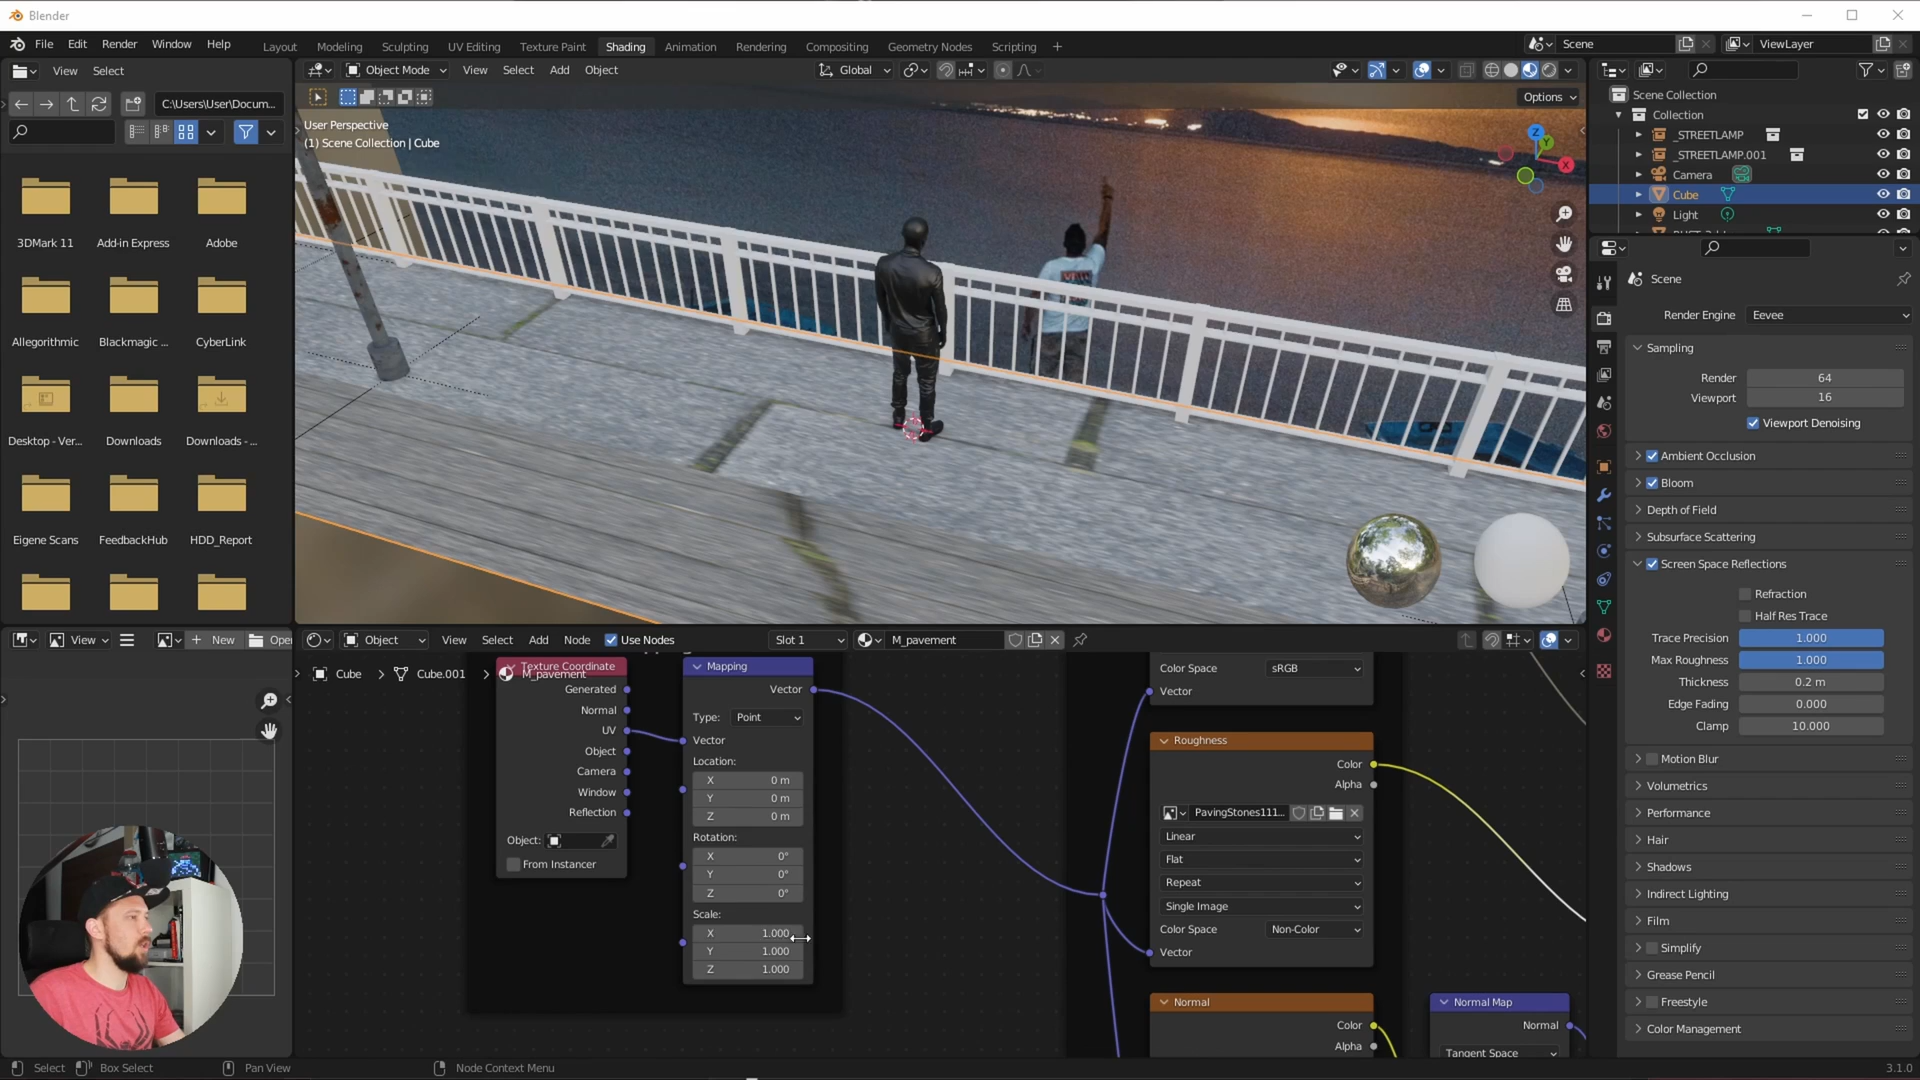 Blender
File Edit Render Window Help
Layout Modeling Sculpting UV Editing Texture Paint Shading Animation Rendering Compositing Geometry Nodes Scripting +
Scene
ViewLayer
View Select
Object Mode View Select Add Object
Global
C:\Users\User\Docum...
Options
User Perspective
(1) Scene Collection | Cube
Z
Y
X
3DMark 11
Add-in Express
Adobe
Allegorithmic
Blackmagic ...
CyberLink
Desktop - Ver...
Downloads
Downloads - ...
Eigene Scans
FeedbackHub
HDD_Report
Scene Collection
Collection
_STREETLAMP
_STREETLAMP.001
Camera
Cube
Light
Scene
Render Engine Eevee
Sampling
Render 64
Viewport 16
Viewport Denoising
Ambient Occlusion
Bloom
Depth of Field
Subsurface Scattering
Screen Space Reflections
Refraction
Half Res Trace
Trace Precision 1.000
Max Roughness 1.000
Thickness 0.2 m
Edge Fading 0.000
Clamp 10.000
Motion Blur
Volumetrics
Performance
Hair
Shadows
Indirect Lighting
Film
Simplify
Grease Pencil
Freestyle
Color Management
View
New
Open
Object View Select Add Node Use Nodes
Slot 1
M_pavement
Cube > Cube.001 > M_pavement
Texture Coordinate
Generated
Normal
UV
Object
Camera
Window
Reflection
Object:
From Instancer
Mapping
Vector
Type: Point
Vector
Location:
X 0 m
Y 0 m
Z 0 m
Rotation:
X 0°
Y 0°
Z 0°
Scale:
X 1.000
Y 1.000
Z 1.000
Color Space sRGB
Vector
Roughness
Color
Alpha
PavingStones111...
Linear
Flat
Repeat
Single Image
Color Space Non-Color
Vector
Normal
Color
Alpha
Normal Map
Normal
Tangent Space
Select
Box Select
Pan View
Node Context Menu
3.1.0